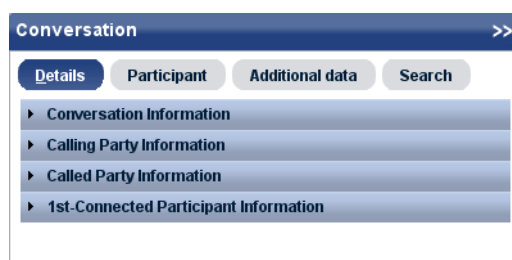 Conversation >>
Details Participant Additional data Search
Conversation Information
Calling Party Information
Called Party Information
1st-Connected Participant Information